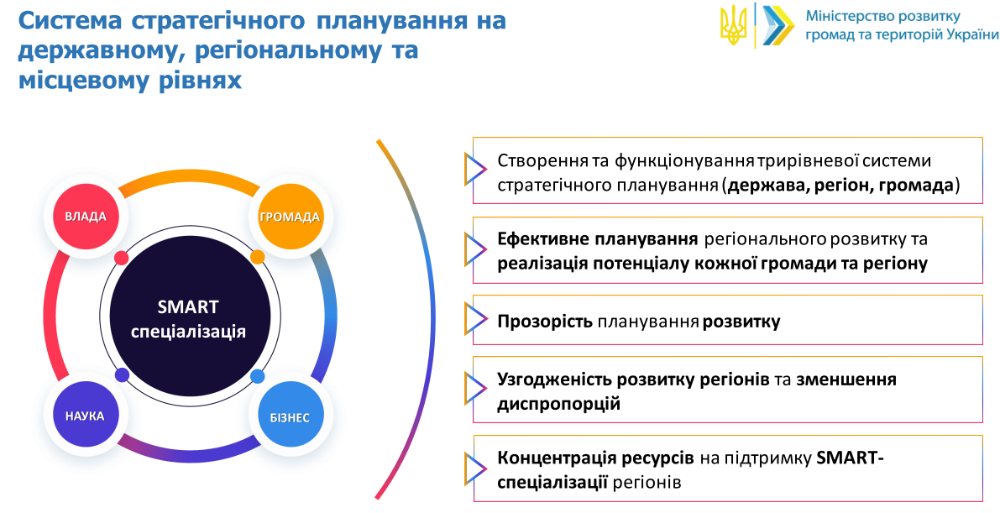 Система стратегічного планування на
державному, регіональному та
місцевому рівнях
Міністерство розвитку
громад та територій України
ВЛАДА
ГРОМАДА
SMART
спеціалізація
НАУКА
БІЗНЕС
Створення та функціонування трирівневої системи
стратегічного планування (держава, регіон, громада)
Ефективне планування регіонального розвитку та
реалізація потенціалу кожної громади та регіону
Прозорість планування розвитку
Узгодженість розвитку регіонів та зменшення
диспропорцій
Концентрація ресурсів на підтримку SMART-
спеціалізації регіонів